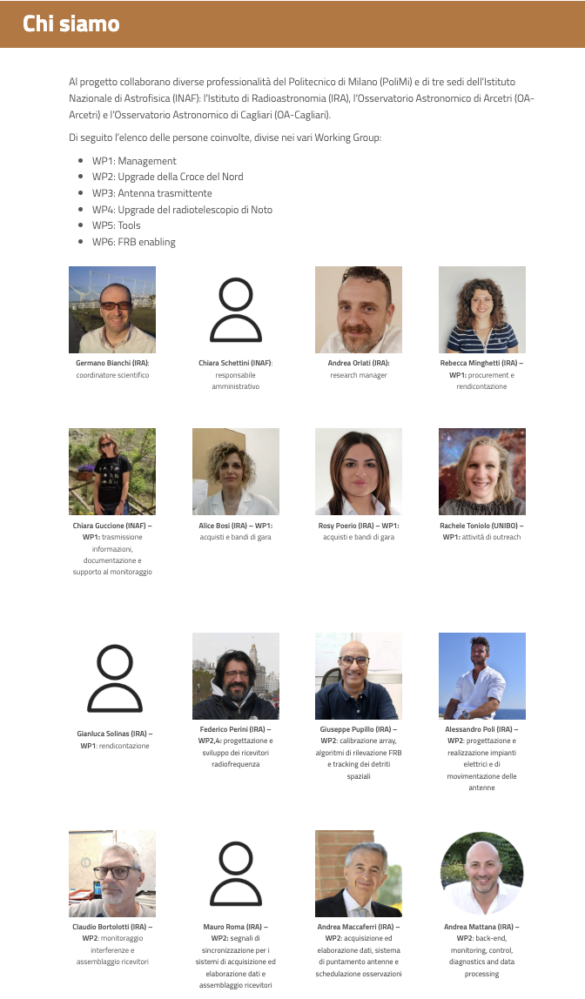 Chi siamo
Al progetto collaborano diverse professionalità del Politecnico di Milano (PoliMi) e di tre sedi dell'Istituto
Nazionale di Astrofisica (INAF): l'Istituto di Radioastronomia (IRA), l'Osservatorio Astronomico di Arcetri (OA-
Arcetri) e l'Osservatorio Astronomico di Cagliari (OA-Cagliari).
Di seguito l'elenco delle persone coinvolte, divise nei vari Working Group:
WP1: Management
WP2: Upgrade della Croce del Nord
WP3: Antenna trasmittente
WP4: Upgrade del radiotelescopio di Noto
WP5: Tools
WP6: FRB enabling
Germano Bianchi (IRA):
coordinatore scientifico
Chiara Schettini (INAF):
responsabile
amministrativo
Andrea Orlati (IRA):
research manager
Rebecca Minghetti (IRA) –
WP1: procurement e
rendicontazione
Chiara Guccione (INAF) –
WP1: trasmissione
informazioni,
documentazione e
supporto al monitoraggio
Alice Bosi (IRA) – WP1:
acquisti e bandi di gara
Rosy Poerio (IRA) – WP1:
acquisti e bandi di gara
Rachele Toniolo (UNIBO) –
WP1: attività di outreach
Gianluca Solinas (IRA) –
WP1: rendicontazione
Federico Perini (IRA) –
WP2,4: progettazione e
sviluppo dei ricevitori
radiofrequenza
Giuseppe Pupillo (IRA) –
WP2: calibrazione array,
algoritmi di rilevazione FRB
e tracking dei detriti
spaziali
Alessandro Poli (IRA) –
WP2: progettazione e
realizzazione impianti
elettrici e di
movimentazione delle
antenne
Claudio Bortolotti (IRA) –
WP2: monitoraggio
interferenze e
assemblaggio ricevitori
Mauro Roma (IRA) –
WP2: segnali di
sincronizzazione per i
sistemi di acquisizione ed
elaborazione dati e
assemblaggio ricevitori
Andrea Maccaferri (IRA) –
WP2: acquisizione ed
elaborazione dati, sistema
di puntamento antenne e
schedulazione osservazioni
Andrea Mattana (IRA) –
WP2: back-end,
monitoring, control,
diagnostics and data
processing